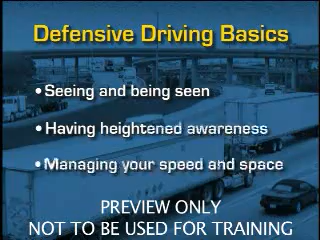 Defensive Driving Basics
• Seeing and being seen
• Having heightened awareness
• Managing your speed and space
PREVIEW ONLY
NOT TO BE USED FOR TRAINING